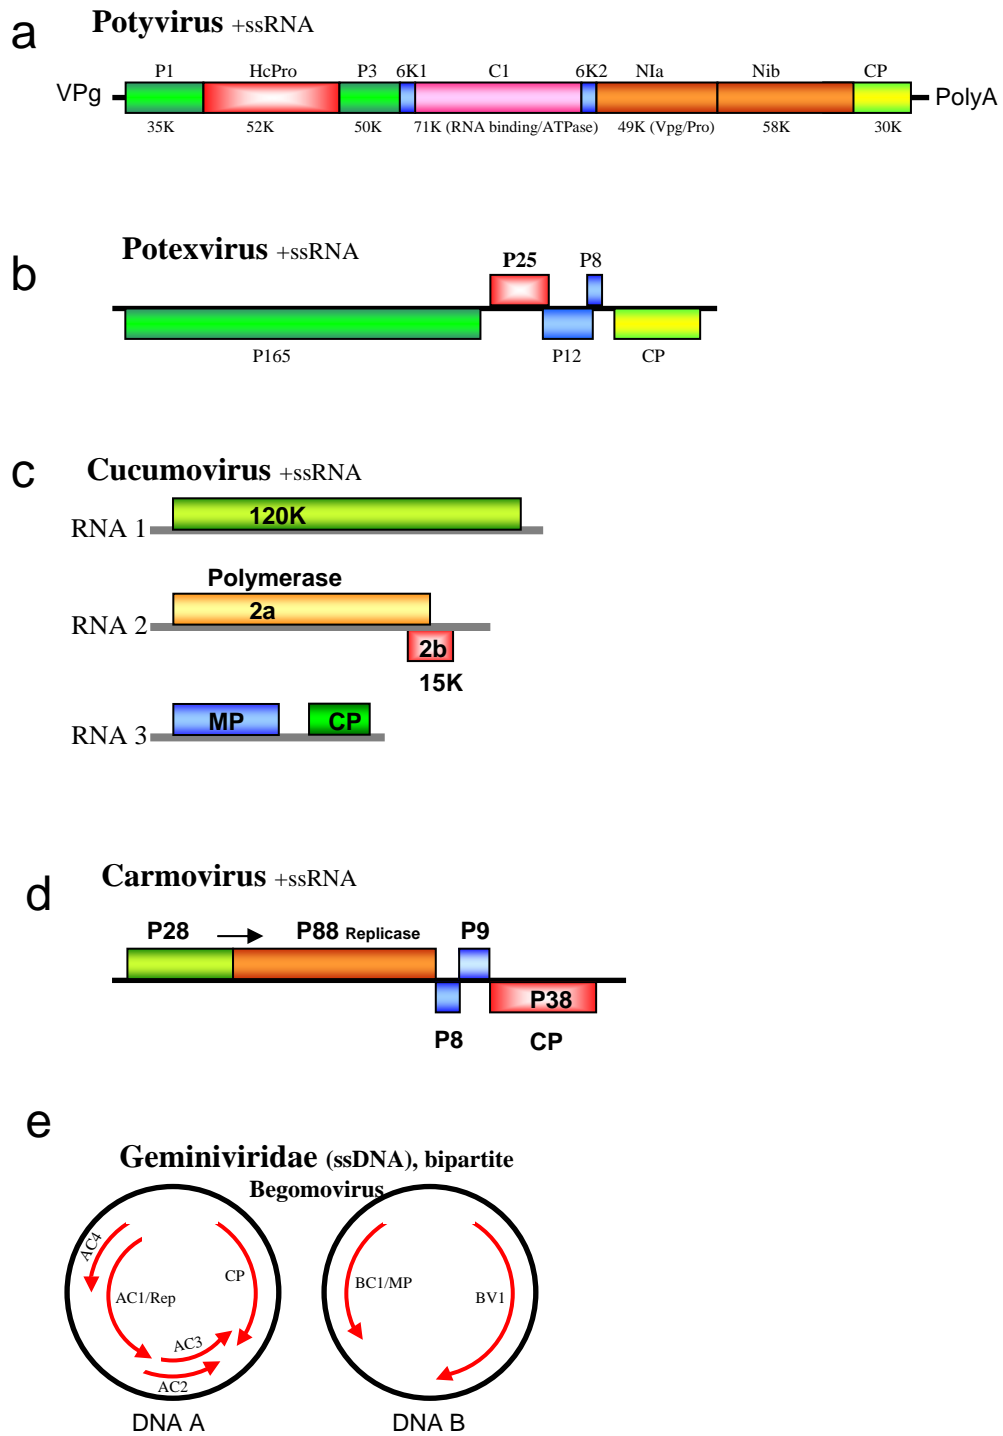 a
Potyvirus +ssRNA
P1 HcPro P3 6K1 C1 6K2 NIa Nib CP
VPg PolyA
35K 52K 50K 71K (RNA binding/ATPase) 49K (Vpg/Pro) 58K 30K
b
Potexvirus +ssRNA
P25 P8
P165 P12 CP
c
Cucumovirus +ssRNA
RNA 1 120K
Polymerase
RNA 2 2a
2b
15K
RNA 3 MP CP
d
Carmovirus +ssRNA
P28 P88 Replicase P9
P38
P8 CP
e
Geminiviridae (ssDNA), bipartite
Begomovirus
AC4
CP
AC1/Rep
AC3
AC2
DNA A
BC1/MP
BV1
DNA B